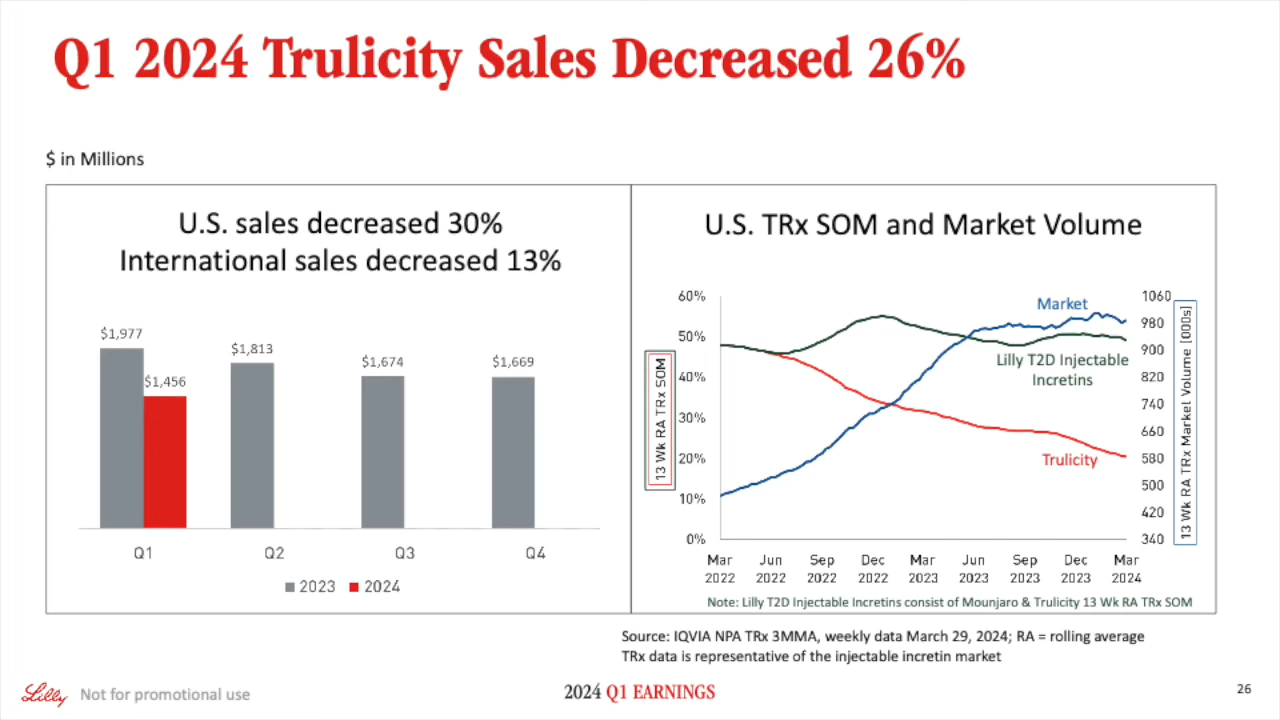 Q1 2024 Trulicity Sales Decreased 26%
$ in Millions
U.S. sales decreased 30%
International sales decreased 13%
$1,977
$1,456
$1,813
$1,674
$1,669
Q1
Q2
Q3
Q4
2023
2024
U.S. TRx SOM and Market Volume
13 Wk RA TRx SOM
60%
50%
40%
30%
20%
10%
0%
Market
Lilly T2D Injectable
Incretins
Trulicity
1060
980
900
820
740
660
580
500
420
340
13 Wk RA TRx Market Volume [000s]
Mar
2022
Jun
2022
Sep
2022
Dec
2022
Mar
2023
Jun
2023
Sep
2023
Dec
2023
Mar
2024
Note: Lilly T2D Injectable Incretins consist of Mounjaro & Trulicity 13 Wk RA TRx SOM
Source: IQVIA NPA TRx 3MMA, weekly data March 29, 2024; RA = rolling average
TRx data is representative of the injectable incretin market
Lilly
Not for promotional use
2024 Q1 EARNINGS
26